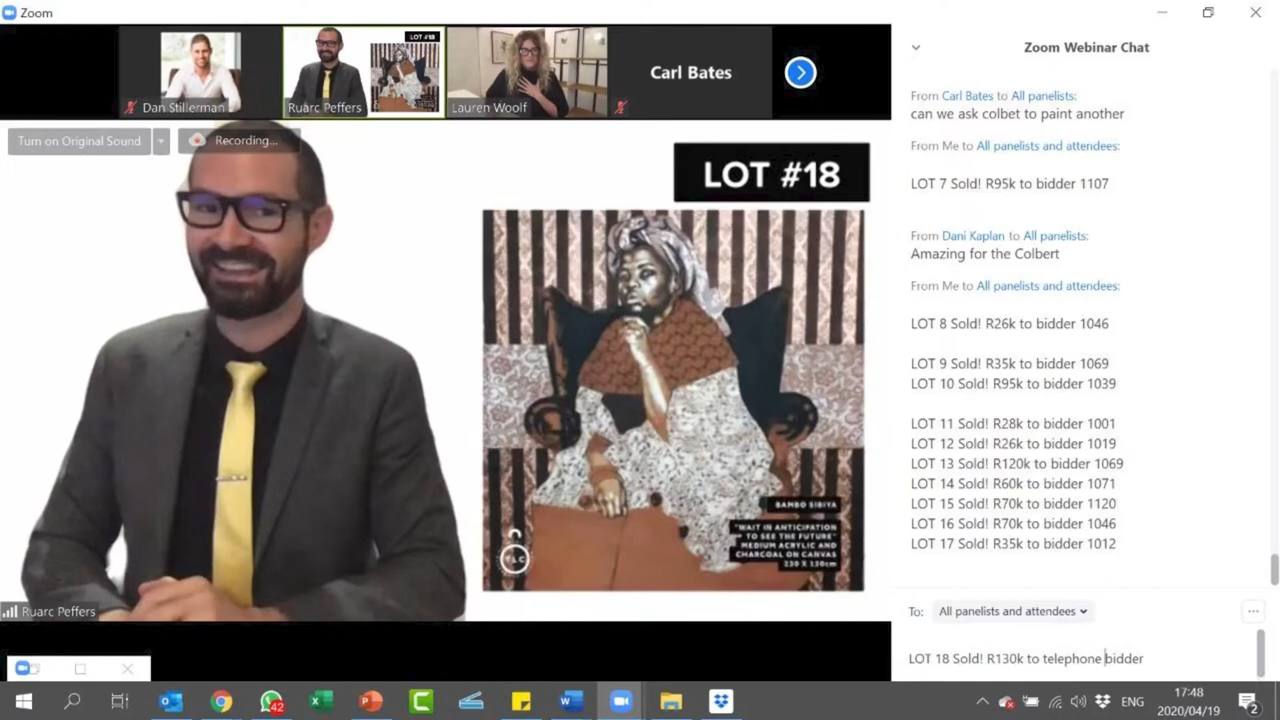 Zoom
LOT #18
Dan Stillerman
Ruarc Peffers
Lauren Woolf
Carl Bates
Turn on Original Sound
Recording...
LOT #18
BAMBO SIBIYA
"WAIT IN ANTICIPATION
TO SEE THE FUTURE"
MEDIUM ACRYLIC AND
CHARCOAL ON CANVAS
230 X 130cm
TLC
Ruarc Peffers
Zoom Webinar Chat
From Carl Bates to All panelists:
can we ask colbet to paint another
From Me to All panelists and attendees:
LOT 7 Sold! R95k to bidder 1107
From Dani Kaplan to All panelists:
Amazing for the Colbert
From Me to All panelists and attendees:
LOT 8 Sold! R26k to bidder 1046
LOT 9 Sold! R35k to bidder 1069
LOT 10 Sold! R95k to bidder 1039
LOT 11 Sold! R28k to bidder 1001
LOT 12 Sold! R26k to bidder 1019
LOT 13 Sold! R120k to bidder 1069
LOT 14 Sold! R60k to bidder 1071
LOT 15 Sold! R70k to bidder 1120
LOT 16 Sold! R70k to bidder 1046
LOT 17 Sold! R35k to bidder 1012
To: All panelists and attendees
LOT 18 Sold! R130k to telephone bidder
42
ENG
17:48
2020/04/19
2